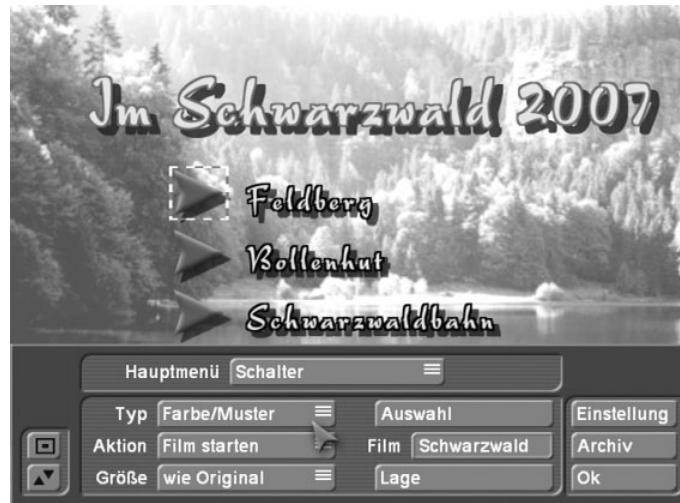 Im Schwarzwald 2007
Feldberg
Bollenhut
Schwarzwaldbahn
Hauptmenü Schalter
Typ Farbe/Muster Auswahl Einstellung
Aktion Film starten Film Schwarzwald Archiv
Größe wie Original Lage Ok